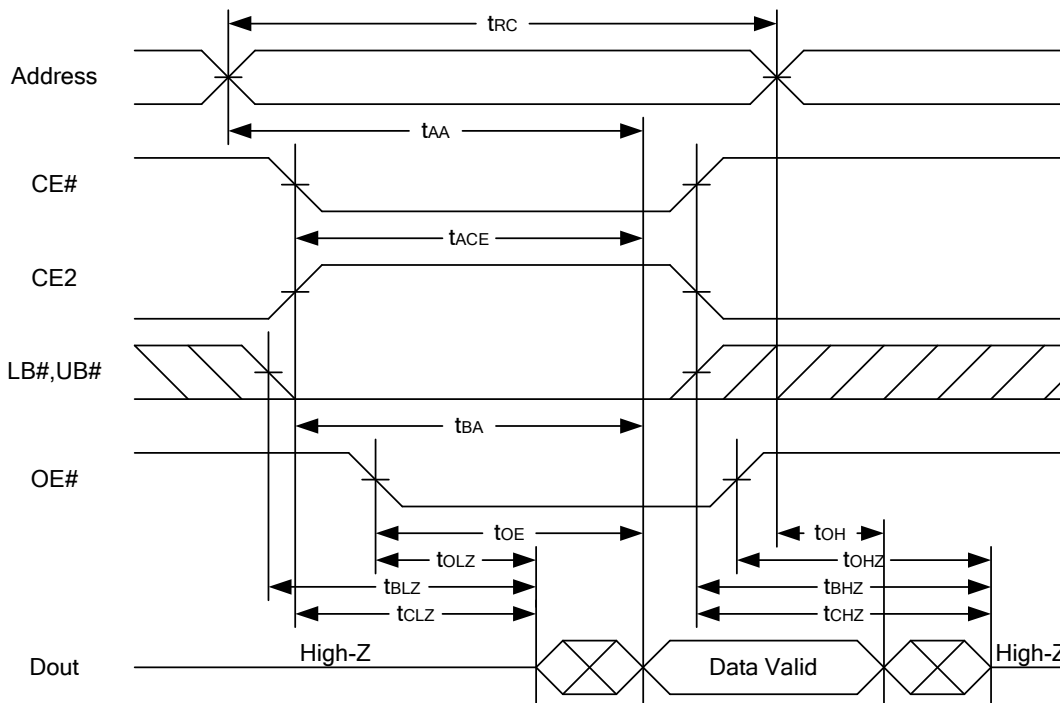 tRC
Address
tAA
CE#
tACE
CE2
LB#,UB#
tBA
OE#
tOE
tOH
tOLZ
tOHZ
tBLZ
tBHZ
tCLZ
tCHZ
Dout
High-Z
Data Valid
High-Z